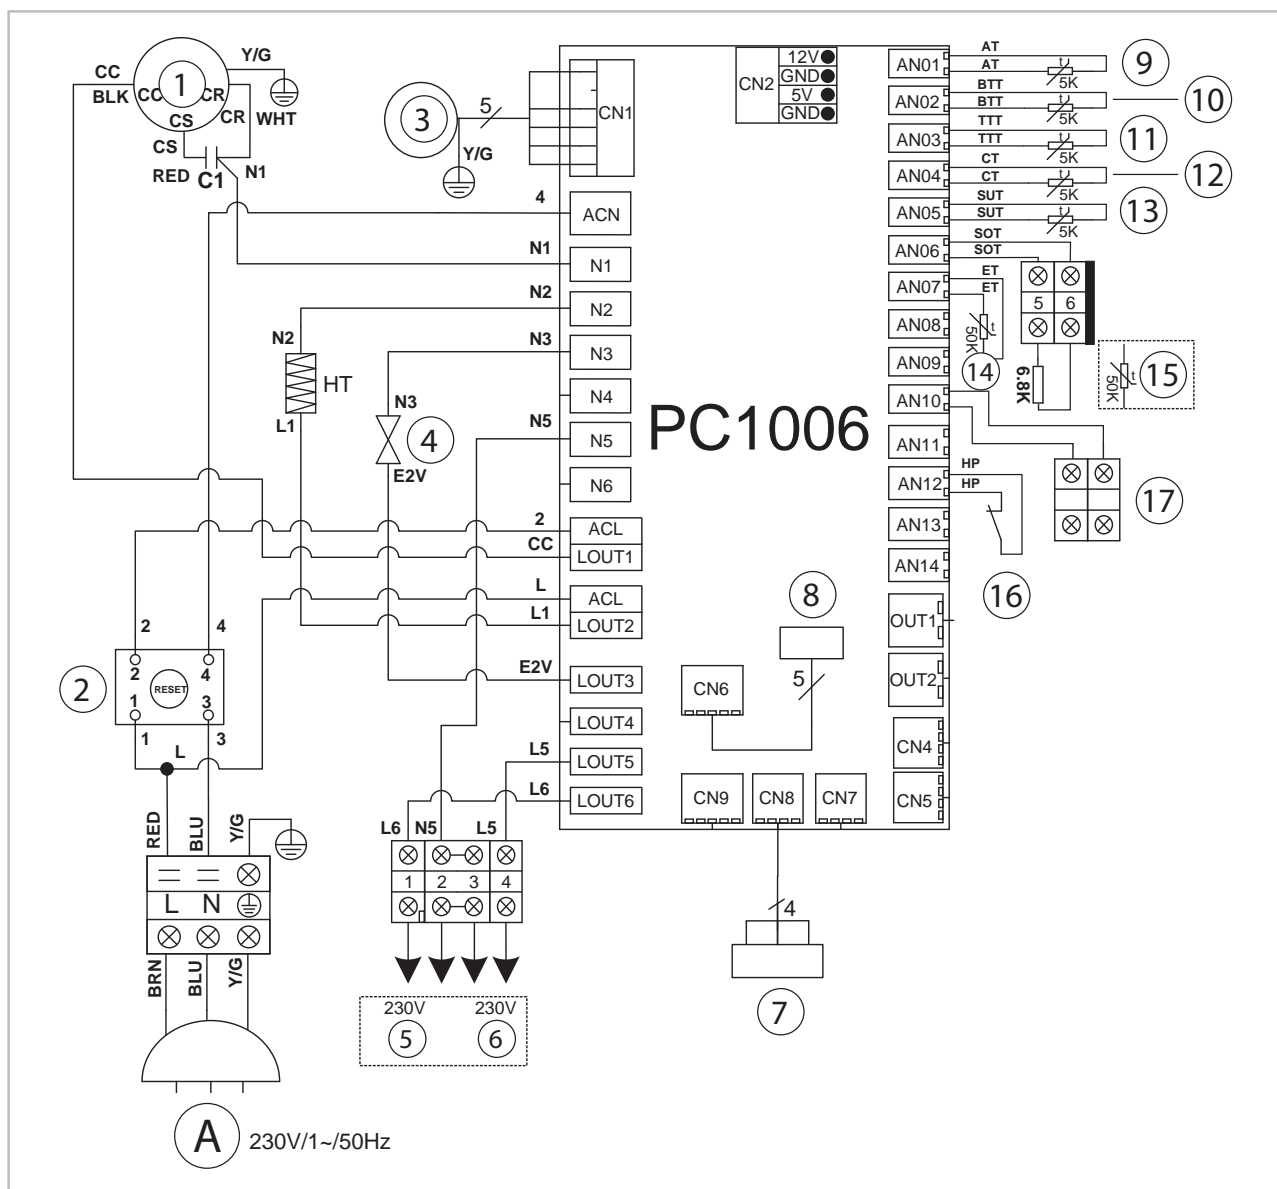 Y/G
CC
BLK
CC
1
CR
CR
WHT
CS
CS
RED
C1
N1
3
5
Y/G
CN1
CN2
12V
GND
5V
GND
AN01
AT
AT
t
5K
9
AN02
BTT
BTT
t
5K
10
AN03
TTT
TTT
t
5K
11
AN04
CT
CT
t
5K
12
AN05
SUT
SUT
t
5K
13
AN06
SOT
SOT
AN07
ET
ET
5
6
AN08
50K
t
14
6.8K
50K
t
15
AN09
AN10
AN11
AN12
HP
HP
16
17
AN13
AN14
OUT1
OUT2
CN4
CN5
4
ACN
N1
N1
N2
N2
N3
N3
N4
N5
N5
N6
2
ACL
CC
LOUT1
L
ACL
L1
LOUT2
E2V
LOUT3
LOUT4
L5
LOUT5
L6
LOUT6
PC1006
N2
HT
L1
N3
4
E2V
2
4
2
2
4
RESET
1
3
1
L
3
8
5
CN6
CN9
CN8
CN7
4
7
RED
BLU
Y/G
L
N
BRN
BLU
Y/G
L6
N5
L5
1
2
3
4
230V
230V
5
6
A
230V/1~/50Hz